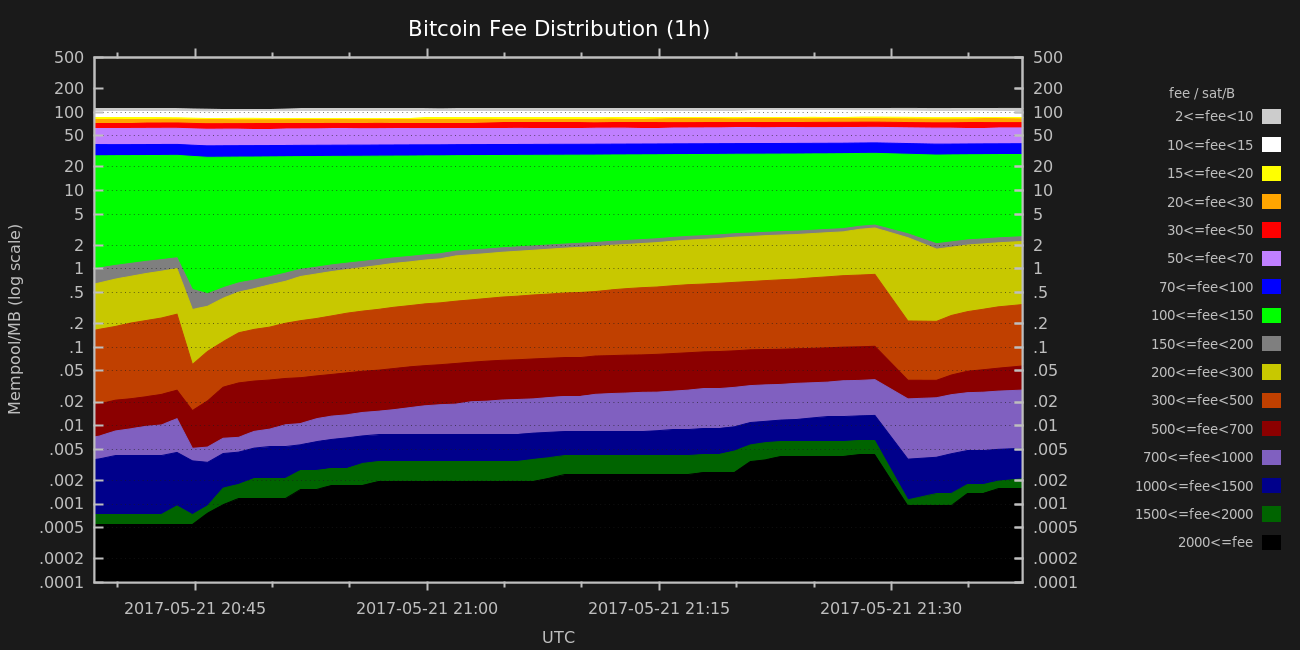 Bitcoin Fee Distribution (1h)
500
200
100
50
20
10
5
2
1
.5
.2
.1
.05
.02
.01
.005
.002
.001
.0005
.0002
.0001
Mempool/MB (log scale)
500
200
100
50
20
10
5
2
1
.5
.2
.1
.05
.02
.01
.005
.002
.001
.0005
.0002
.0001
2017-05-21 20:45
2017-05-21 21:00
2017-05-21 21:15
2017-05-21 21:30
UTC
fee / sat/B
2<=fee<10
10<=fee<15
15<=fee<20
20<=fee<30
30<=fee<50
50<=fee<70
70<=fee<100
100<=fee<150
150<=fee<200
200<=fee<300
300<=fee<500
500<=fee<700
700<=fee<1000
1000<=fee<1500
1500<=fee<2000
2000<=fee